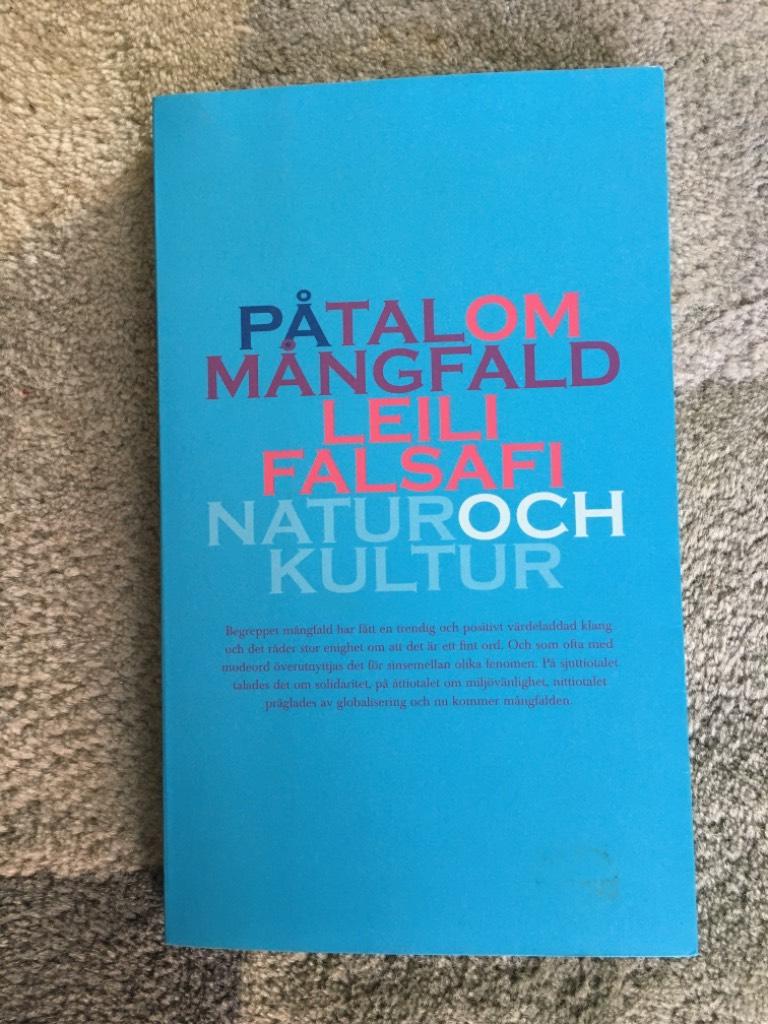 PÅTALOM
MÅNGFALD
LEILI
FALSAFI
NATUROCH
KULTUR
Begreppet mångfald har fått en trendig och positivt värdeladdad klang
och det råder stor enighet om att det är ett fint ord. Och som ofta med
modeord överutnyttjas det för sinsemellan olika fenomen. På sjuttiotalet
talades det om solidaritet, på åttiotalet om miljövänlighet, nittiotalet
präglades av globalisering och nu kommer mångfalden.